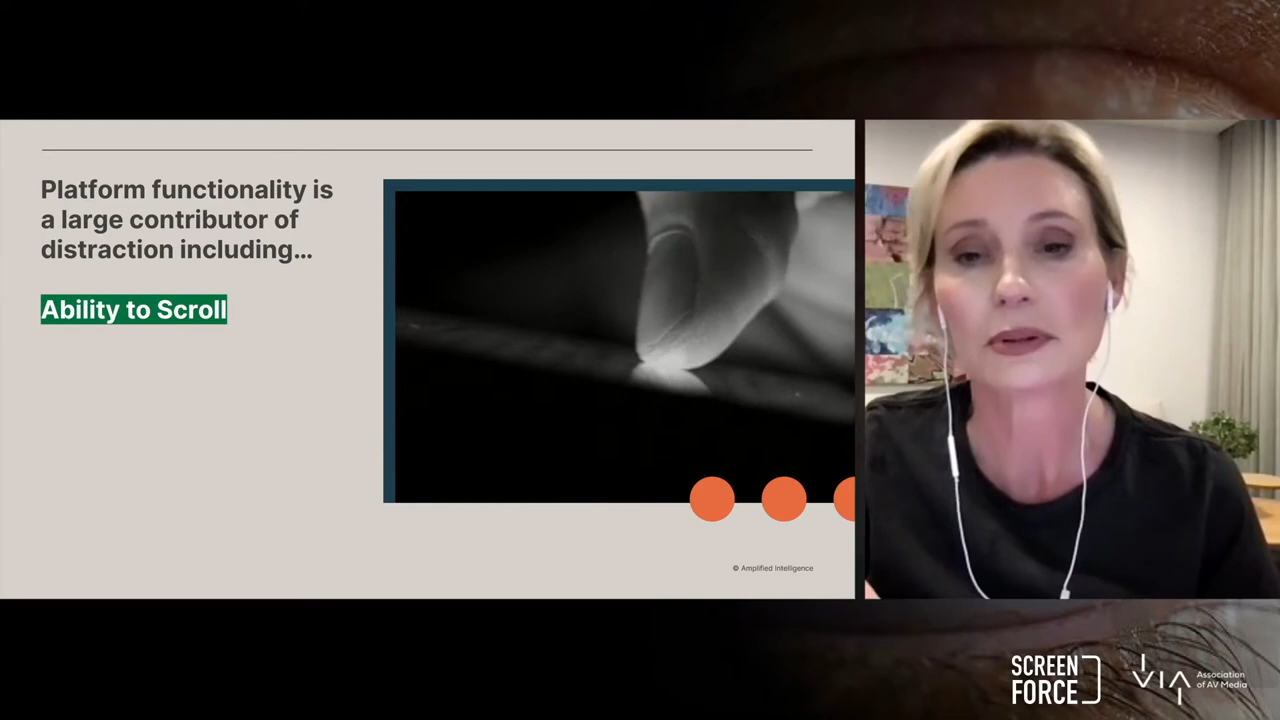 Platform functionality is
a large contributor of
distraction including...
Ability to Scroll
© Amplified Intelligence
SCREEN
FORCE
VIA
Association
of AV Media